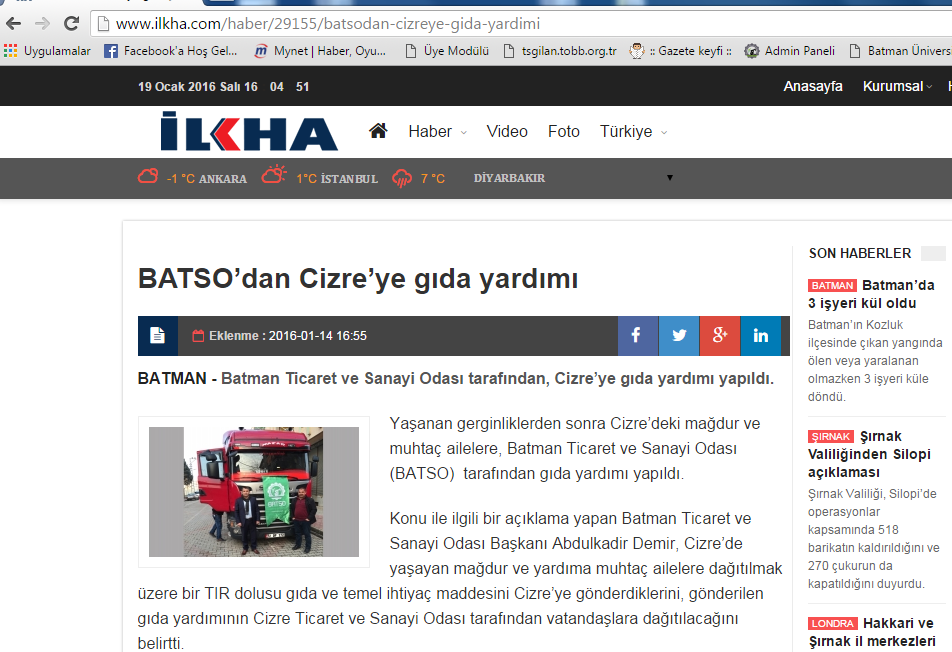 www.ilkha.com/haber/29155/batsodan-cizreye-gida-yardimi
Uygulamalar Facebook'a Hoş Gel... Mynet | Haber, Oyu... Üye Modülü tsgilan.tobb.org.tr :: Gazete keyfi :: Admin Paneli Batman Ünivers
19 Ocak 2016 Salı 16 04 51
Anasayfa Kurumsal
İLKHA
Haber Video Foto Türkiye
-1 °C ANKARA 1°C İSTANBUL 7 °C DİYARBAKIR
BATSO'dan Cizre'ye gıda yardımı
Eklenme : 2016-01-14 16:55
BATMAN - Batman Ticaret ve Sanayi Odası tarafından, Cizre'ye gıda yardımı yapıldı.
BATSO
Yaşanan gerginliklerden sonra Cizre'deki mağdur ve
muhtaç ailelere, Batman Ticaret ve Sanayi Odası
(BATSO) tarafından gıda yardımı yapıldı.
Konu ile ilgili bir açıklama yapan Batman Ticaret ve
Sanayi Odası Başkanı Abdulkadir Demir, Cizre'de
yaşayan mağdur ve yardıma muhtaç ailelere dağıtılmak
üzere bir TIR dolusu gıda ve temel ihtiyaç maddesini Cizre'ye gönderdiklerini, gönderilen
gıda yardımının Cizre Ticaret ve Sanayi Odası tarafından vatandaşlara dağıtılacağını
belirtti.
SON HABERLER
BATMAN Batman'da
3 işyeri kül oldu
Batman'ın Kozluk
ilçesinde çıkan yangında
ölen veya yaralanan
olmazken 3 işyeri küle
döndü.
ŞIRNAK Şırnak
Valiliğinden Silopi
açıklaması
Şırnak Valiliği, Silopi'de
operasyonlar
kapsamında 518
barikatın kaldırıldığını ve
270 çukurun da
kapatıldığını duyurdu.
LONDRA Hakkari ve
Şırnak il merkezleri